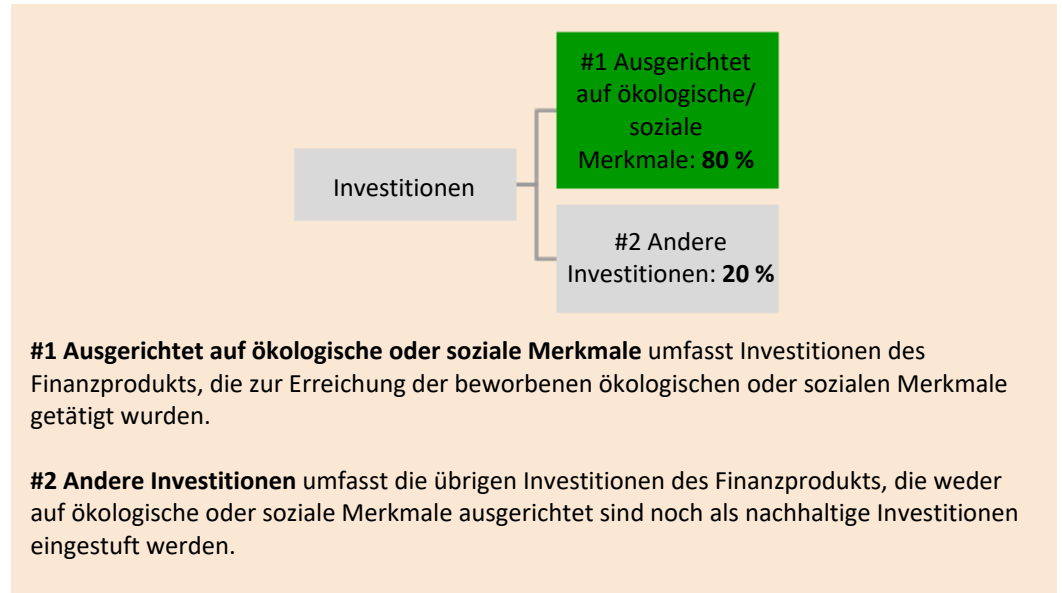 #1 Ausgerichtet
auf ökologische/
soziale
Merkmale: 80 %
Investitionen
#2 Andere
Investitionen: 20 %
#1 Ausgerichtet auf ökologische oder soziale Merkmale umfasst Investitionen des
Finanzprodukts, die zur Erreichung der beworbenen ökologischen oder sozialen Merkmale
getätigt wurden.
#2 Andere Investitionen umfasst die übrigen Investitionen des Finanzprodukts, die weder
auf ökologische oder soziale Merkmale ausgerichtet sind noch als nachhaltige Investitionen
eingestuft werden.